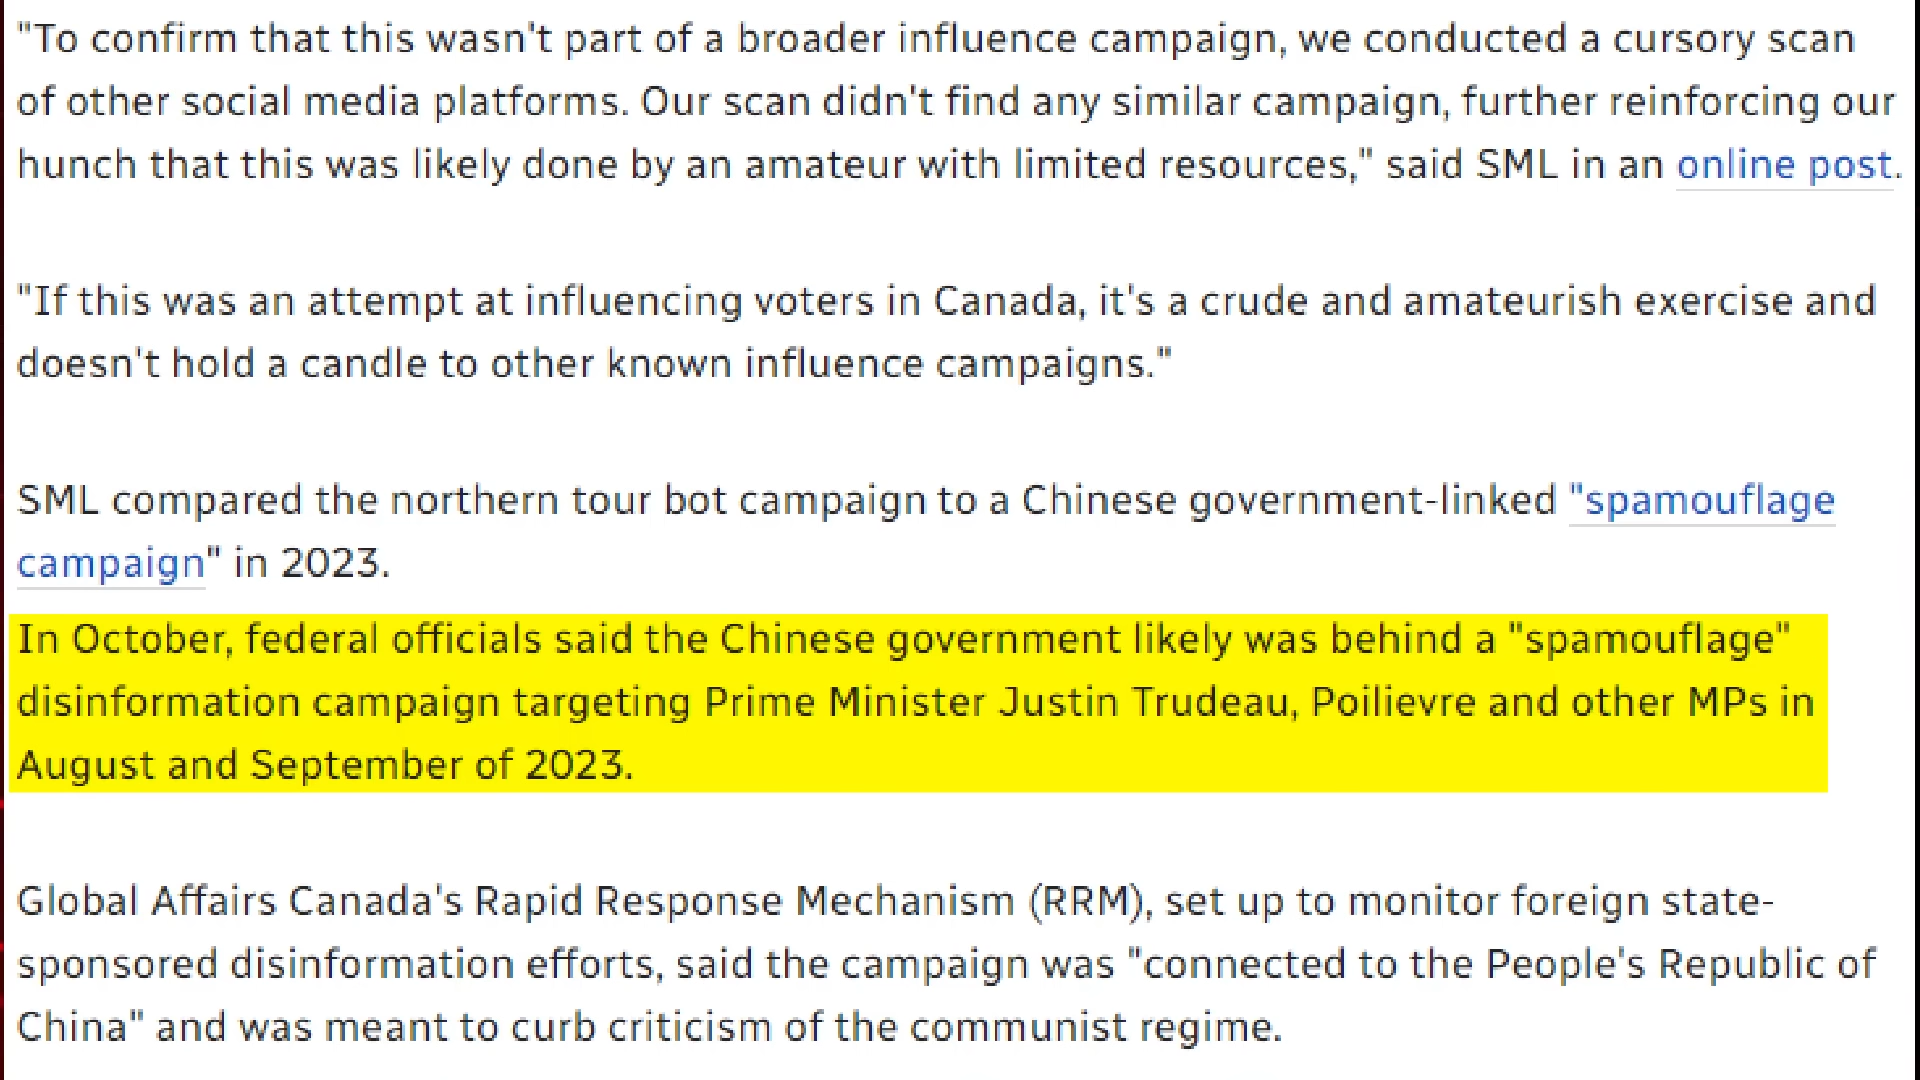 "To confirm that this wasn't part of a broader influence campaign, we conducted a cursory scan
of other social media platforms. Our scan didn't find any similar campaign, further reinforcing our
hunch that this was likely done by an amateur with limited resources," said SML in an online post.
"If this was an attempt at influencing voters in Canada, it's a crude and amateurish exercise and
doesn't hold a candle to other known influence campaigns."
SML compared the northern tour bot campaign to a Chinese government-linked "spamouflage
campaign" in 2023.
In October, federal officials said the Chinese government likely was behind a "spamouflage"
disinformation campaign targeting Prime Minister Justin Trudeau, Poilievre and other MPs in
August and September of 2023.
Global Affairs Canada's Rapid Response Mechanism (RRM), set up to monitor foreign state-
sponsored disinformation efforts, said the campaign was "connected to the People's Republic of
China" and was meant to curb criticism of the communist regime.